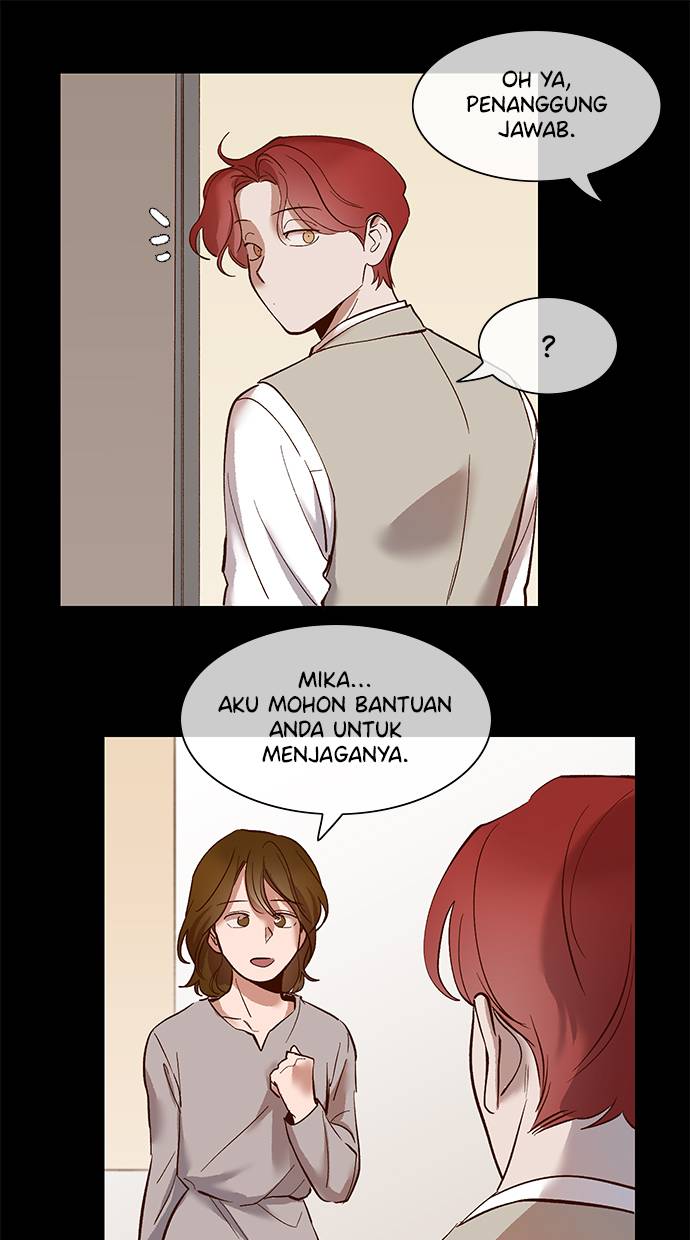 OH YA,
PENANGGUNG
JAWAB.
?
MIKA...
AKU MOHON BANTUAN
ANDA UNTUK
MENJAGANYA.